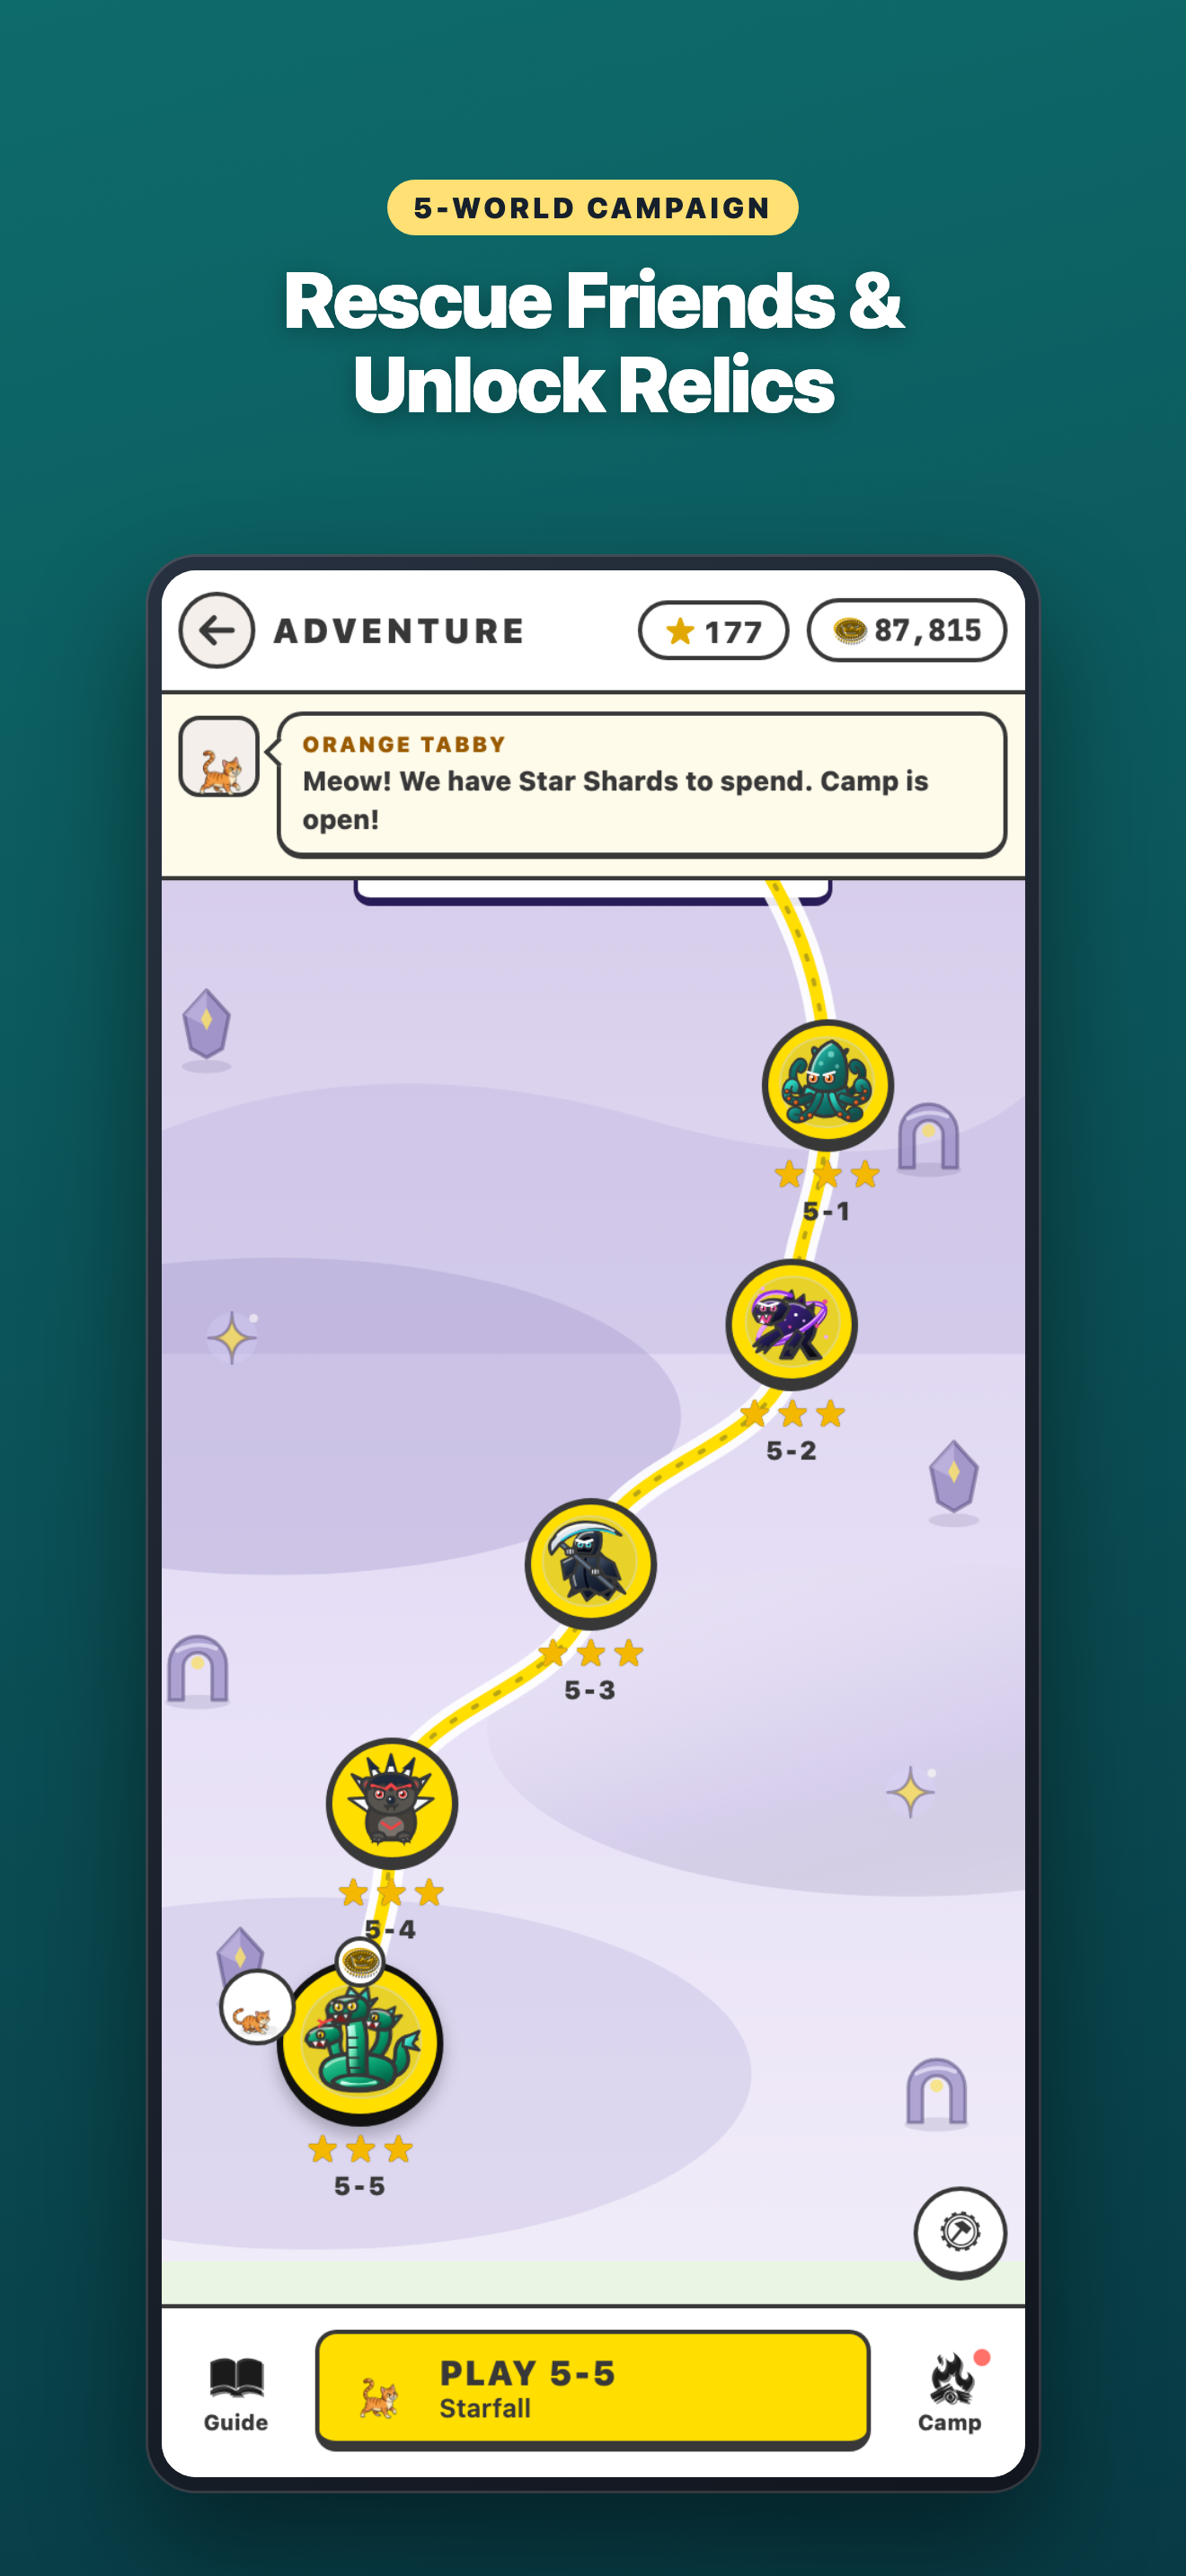 5-WORLD CAMPAIGN
Rescue Friends &
Unlock Relics
ADVENTURE
177
87,815
ORANGE TABBY
Meow! We have Star Shards to spend. Camp is
open!
5-1
5-2
5-3
5-4
5-5
PLAY 5-5
Starfall
Guide
Camp